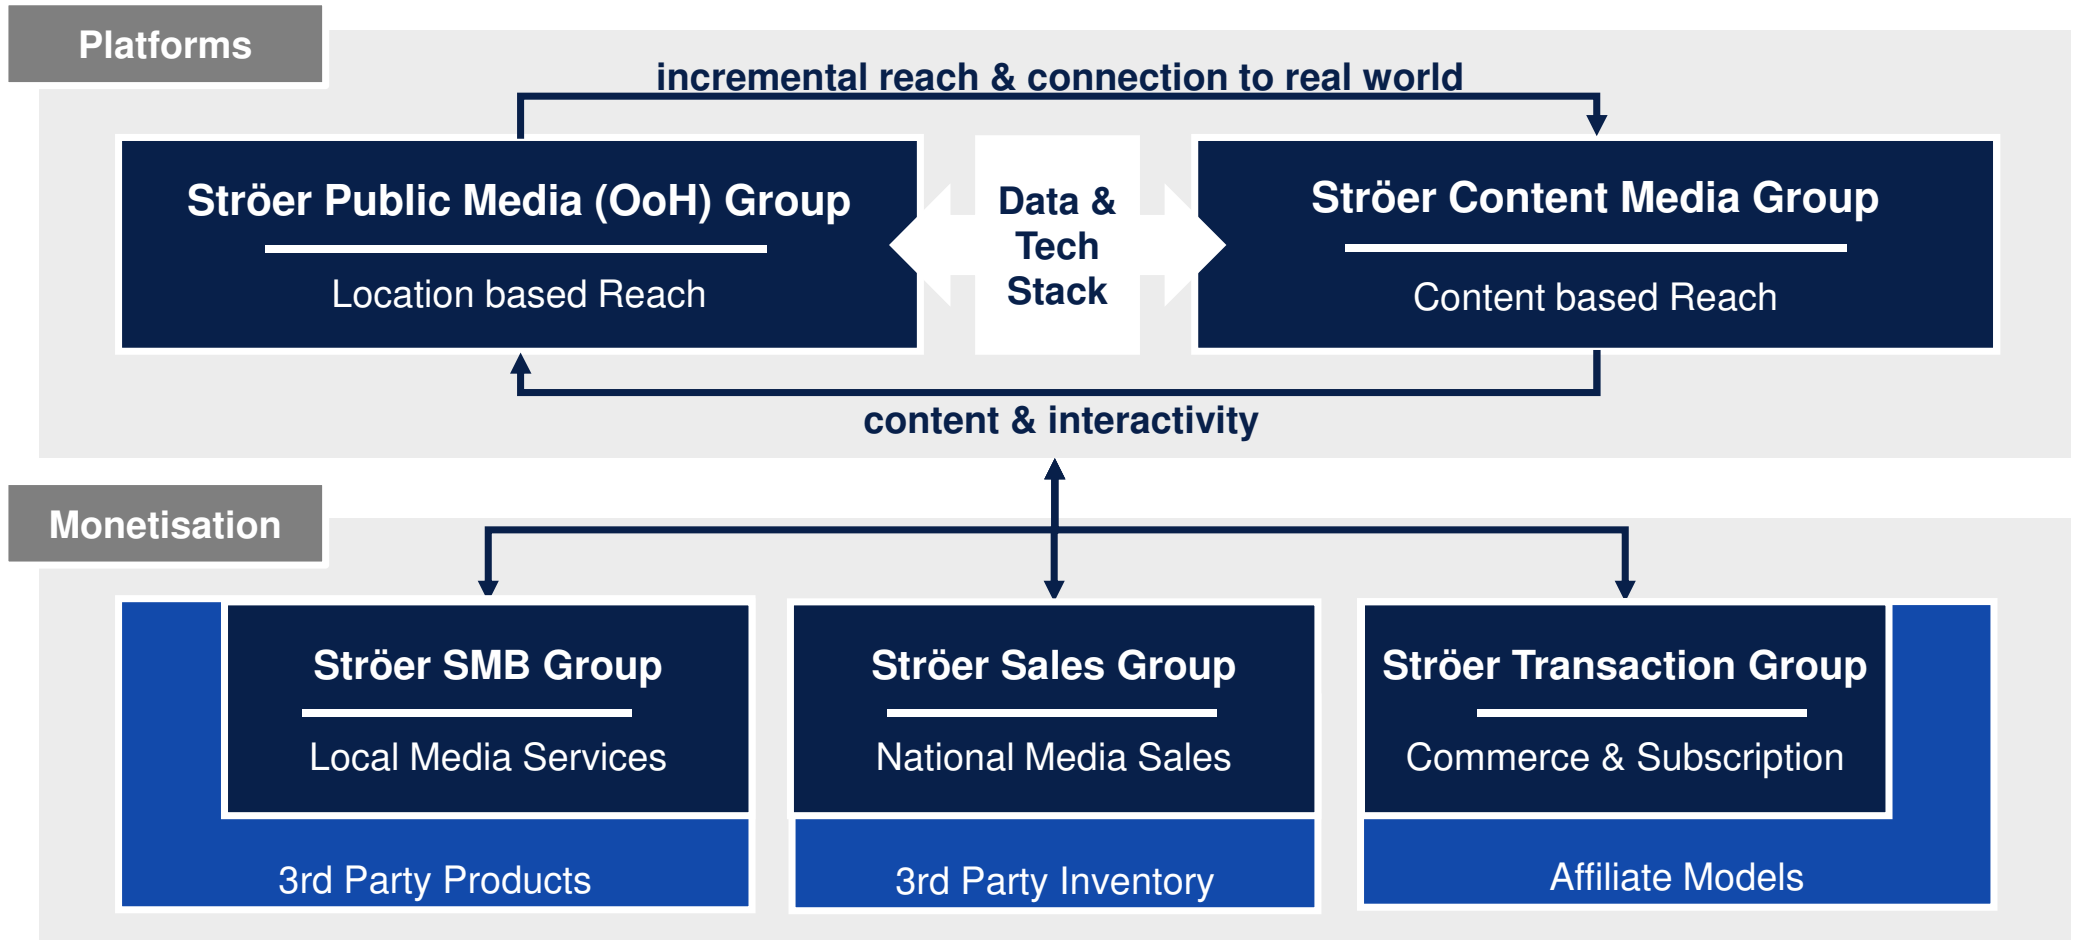 Platforms
incremental reach & connection to real world
Ströer Public Media (OoH) Group
Location based Reach
Data &
Tech
Stack
Ströer Content Media Group
Content based Reach
content & interactivity
Monetisation
Ströer SMB Group
Local Media Services
3rd Party Products
Ströer Sales Group
National Media Sales
3rd Party Inventory
Ströer Transaction Group
Commerce & Subscription
Affiliate Models